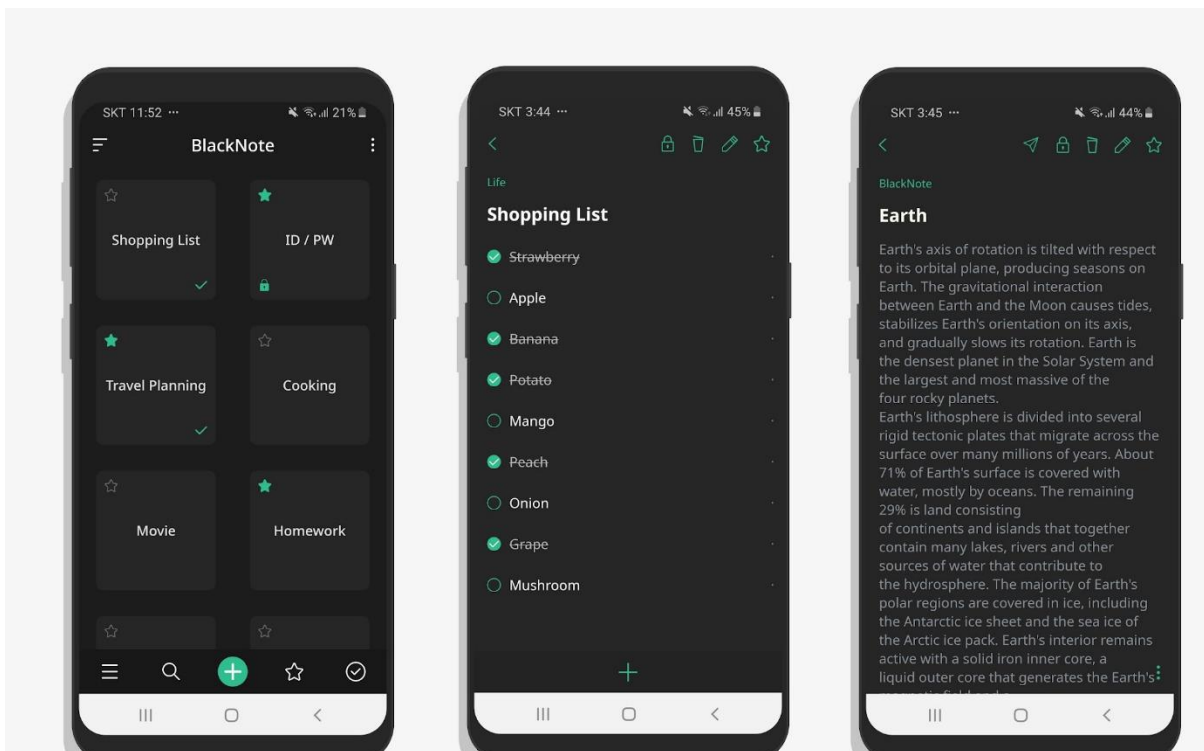 SKT 11:52 ···
21%
BlackNote
Shopping List
ID / PW
Travel Planning
Cooking
Movie
Homework
SKT 3:44 ···
45%
Life
Shopping List
Strawberry
Apple
Banana
Potato
Mango
Peach
Onion
Grape
Mushroom
SKT 3:45 ···
44%
BlackNote
Earth
Earth's axis of rotation is tilted with respect
to its orbital plane, producing seasons on
Earth. The gravitational interaction
between Earth and the Moon causes tides,
stabilizes Earth's orientation on its axis,
and gradually slows its rotation. Earth is
the densest planet in the Solar System and
the largest and most massive of the
four rocky planets.
Earth's lithosphere is divided into several
rigid tectonic plates that migrate across the
surface over many millions of years. About
71% of Earth's surface is covered with
water, mostly by oceans. The remaining
29% is land consisting
of continents and islands that together
contain many lakes, rivers and other
sources of water that contribute to
the hydrosphere. The majority of Earth's
polar regions are covered in ice, including
the Antarctic ice sheet and the sea ice of
the Arctic ice pack. Earth's interior remains
active with a solid iron inner core, a
liquid outer core that generates the Earth's